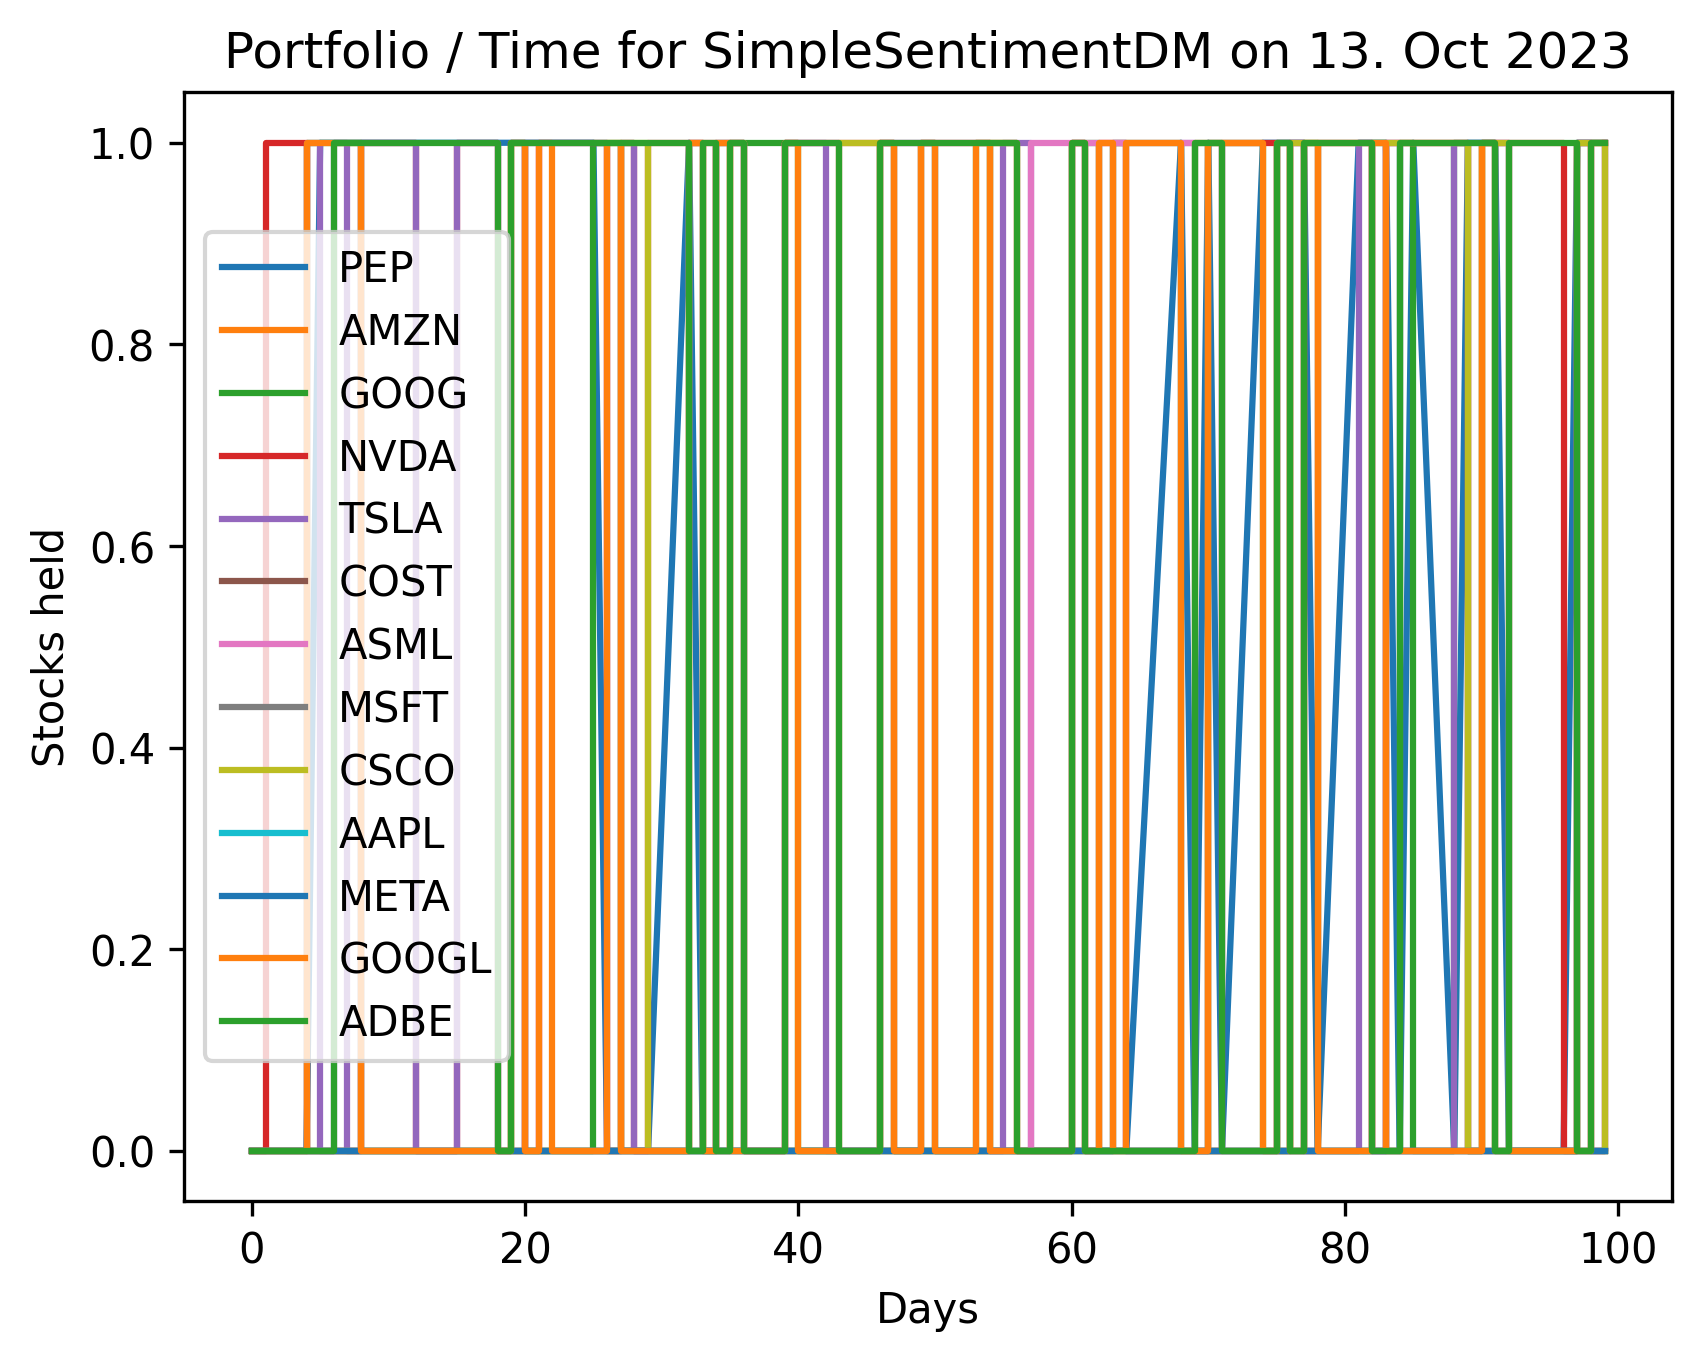 Portfolio / Time for SimpleSentimentDM on 13. Oct 2023
1.0
0.8
0.6
0.4
0.2
0.0
Stocks held
PEP
AMZN
GOOG
NVDA
TSLA
COST
ASML
MSFT
CSCO
AAPL
META
GOOGL
ADBE
0 20 40 60 80 100
Days